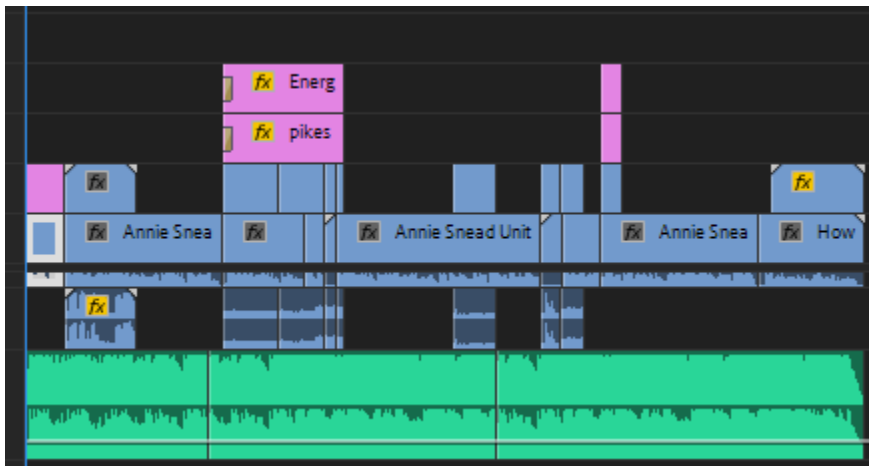 fx Energ
fx pikes
fx fx
fx Annie Snea fx fx Annie Snead Unit fx Annie Snea fx How
fx